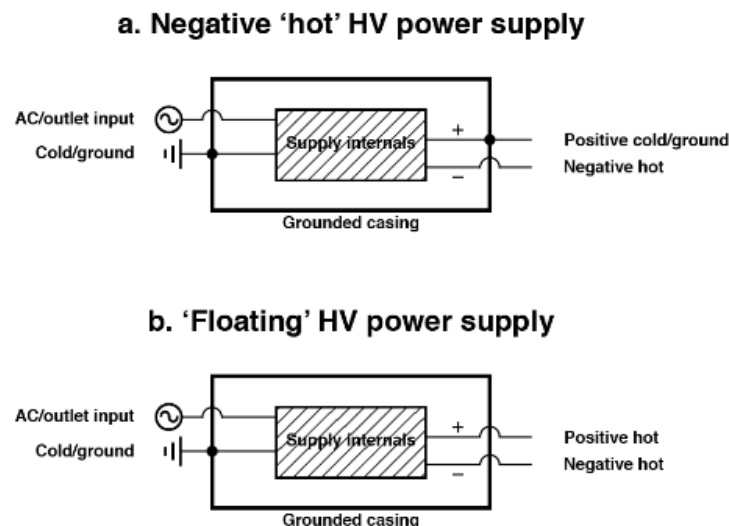 a. Negative ‘hot’ HV power supply
AC/outlet input
Cold/ground
Supply internals
+
−
Positive cold/ground
Negative hot
Grounded casing
b. ‘Floating’ HV power supply
AC/outlet input
Cold/ground
Supply internals
+
−
Positive hot
Negative hot
Grounded casing